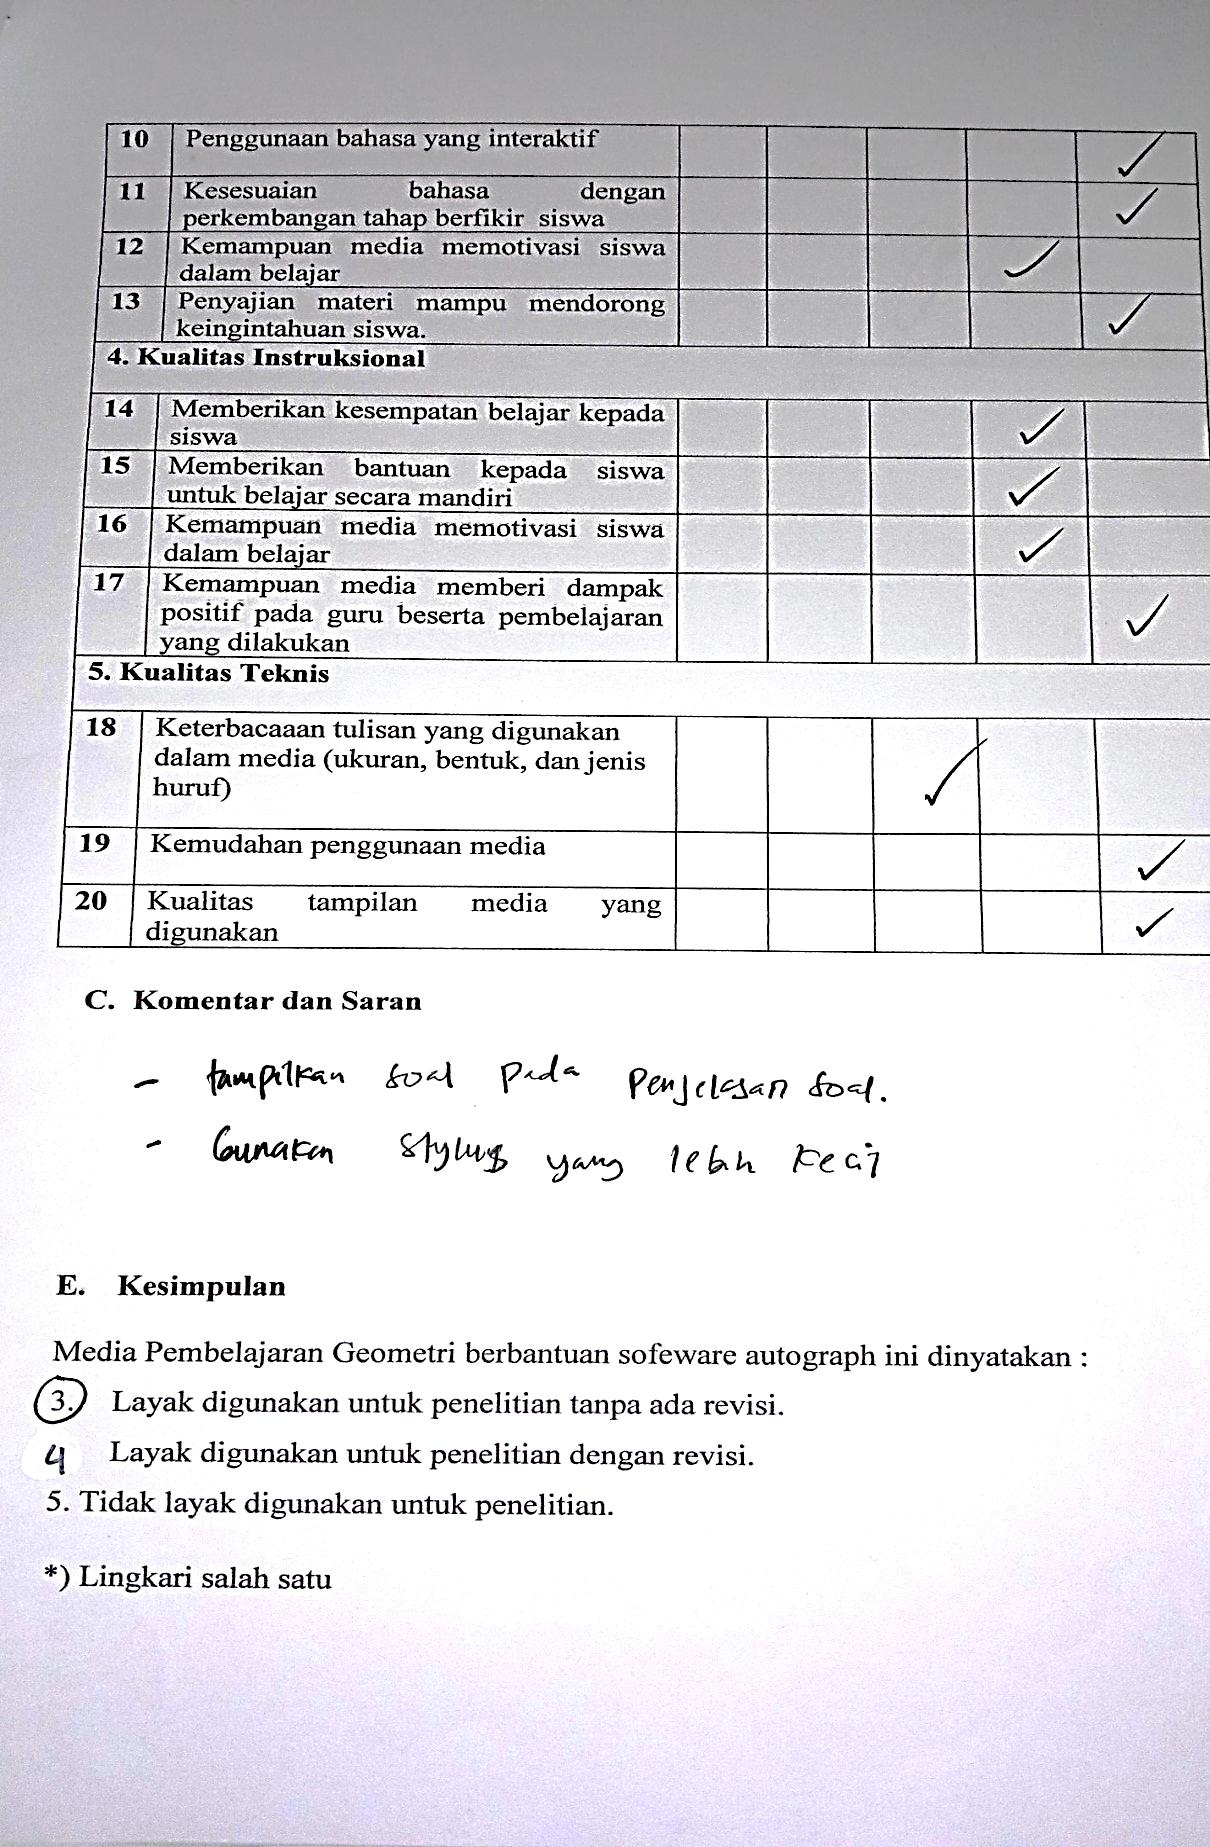 10 Penggunaan bahasa yang interaktif ✓
11 Kesesuaian bahasa dengan
perkembangan tahap berfikir siswa ✓
12 Kemampuan media memotivasi siswa
dalam belajar ✓
13 Penyajian materi mampu mendorong
keingintahuan siswa. ✓
4. Kualitas Instruksional
14 Memberikan kesempatan belajar kepada
siswa ✓
15 Memberikan bantuan kepada siswa
untuk belajar secara mandiri ✓
16 Kemampuan media memotivasi siswa
dalam belajar ✓
17 Kemampuan media memberi dampak
positif pada guru beserta pembelajaran
yang dilakukan ✓
5. Kualitas Teknis
18 Keterbacaaan tulisan yang digunakan
dalam media (ukuran, bentuk, dan jenis
huruf) ✓
19 Kemudahan penggunaan media ✓
20 Kualitas tampilan media yang
digunakan ✓
C. Komentar dan Saran
- tampilkan soal pada Penjelasan soal.
- Gunakan Stylus yang lebih kecil
E. Kesimpulan
Media Pembelajaran Geometri berbantuan sofeware autograph ini dinyatakan :
3. Layak digunakan untuk penelitian tanpa ada revisi.
4 Layak digunakan untuk penelitian dengan revisi.
5. Tidak layak digunakan untuk penelitian.
*) Lingkari salah satu